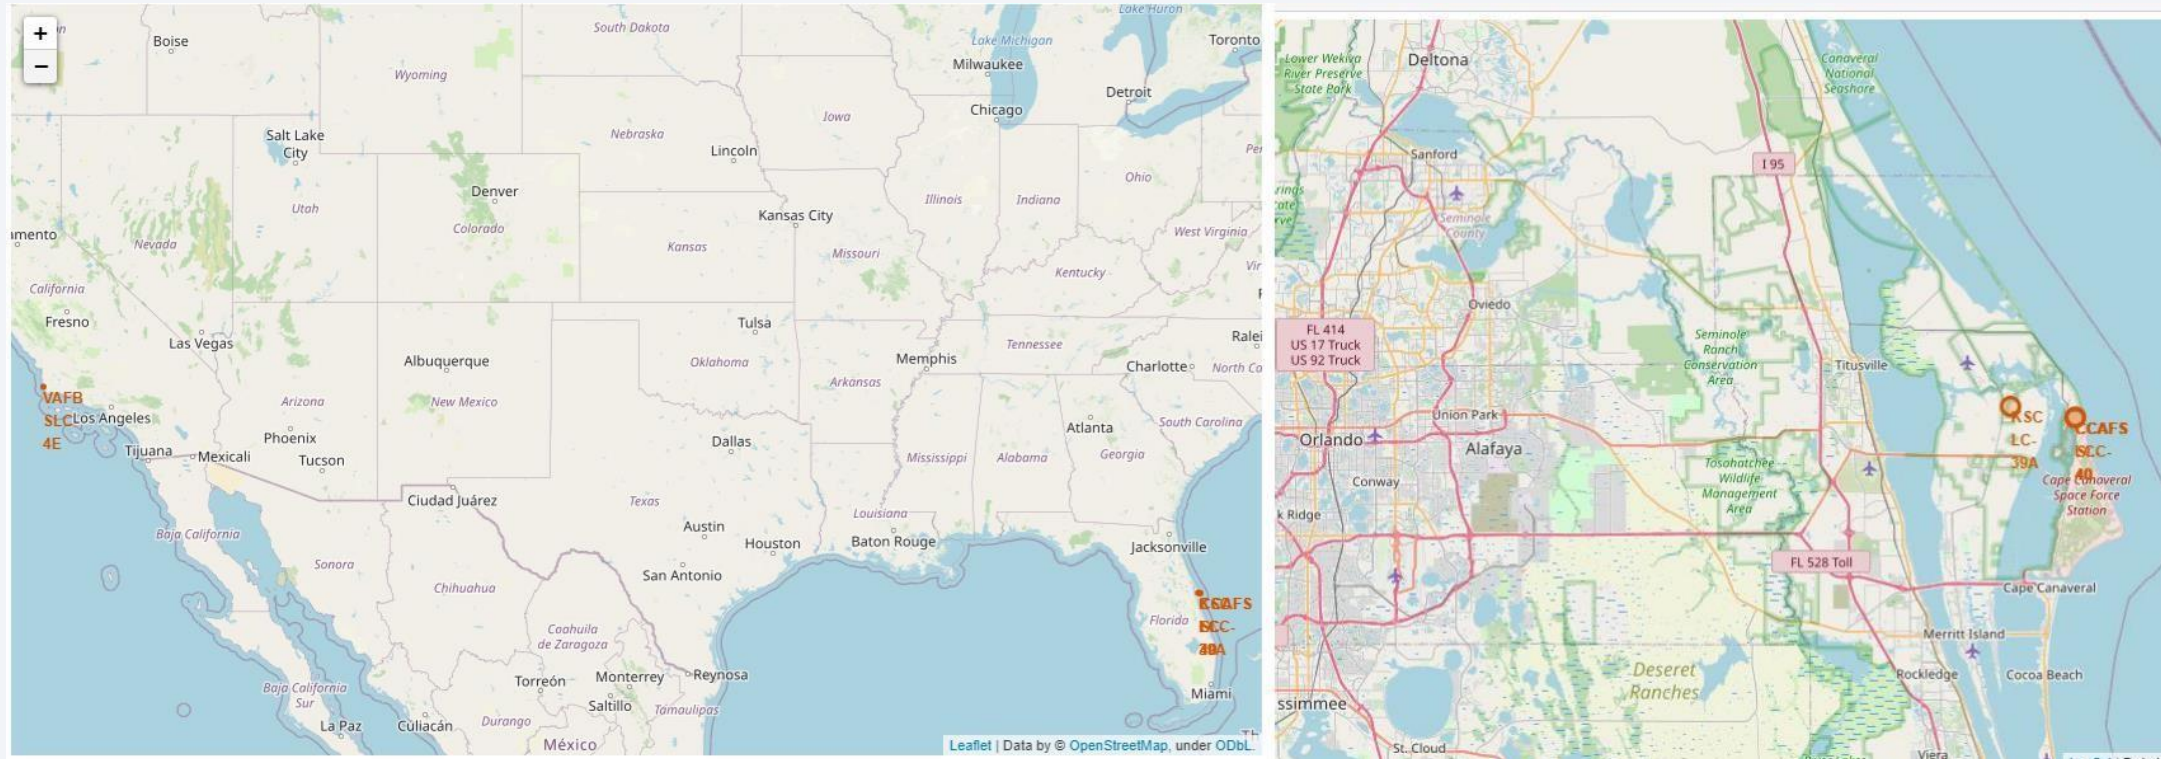 +
−
Boise
South Dakota
Lake Huron
Lake Michigan
Toronto
Milwaukee
Wyoming
Detroit
Chicago
Iowa
Salt Lake
City
Nebraska
Lincoln
Denver
Ohio
Utah
Illinois
Indiana
Kansas City
Colorado
Nevada
Kansas
Missouri
West Virginia
Kentucky
California
Fresno
Las Vegas
Tulsa
Tennessee
Albuquerque
Oklahoma
Memphis
Charlotte
Arkansas
VAFB
SLC-
4E
Los Angeles
Arizona
New Mexico
Atlanta
South Carolina
Phoenix
Dallas
Tijuana
Mexicali
Tucson
Mississippi
Alabama
Georgia
Ciudad Juárez
Texas
Louisiana
Baja California
Austin
Houston
Baton Rouge
Jacksonville
Sonora
San Antonio
Chihuahua
Florida
Coahuila
de Zaragoza
Torreón
Monterrey
Reynosa
Miami
Baja California
Sur
Saltillo
Tamaulipas
La Paz
Culiacán
Durango
México
Leaflet | Data by © OpenStreetMap, under ODbL.
Lower Wekiva
River Preserve
State Park
Deltona
Canaveral
National
Seashore
Sanford
I 95
Seminole
County
Oviedo
FL 414
US 17 Truck
US 92 Truck
Seminole
Ranch
Conservation
Area
Titusville
Union Park
Orlando
Alafaya
KSC
LC-
39A
CCAFS
SLC-
40
Tosohatchee
Wildlife
Management
Area
Conway
Cape Canaveral
Space Force
Station
FL 528 Toll
Cape Canaveral
Merritt Island
Deseret
Ranches
Rockledge
Cocoa Beach
St. Cloud
Viera